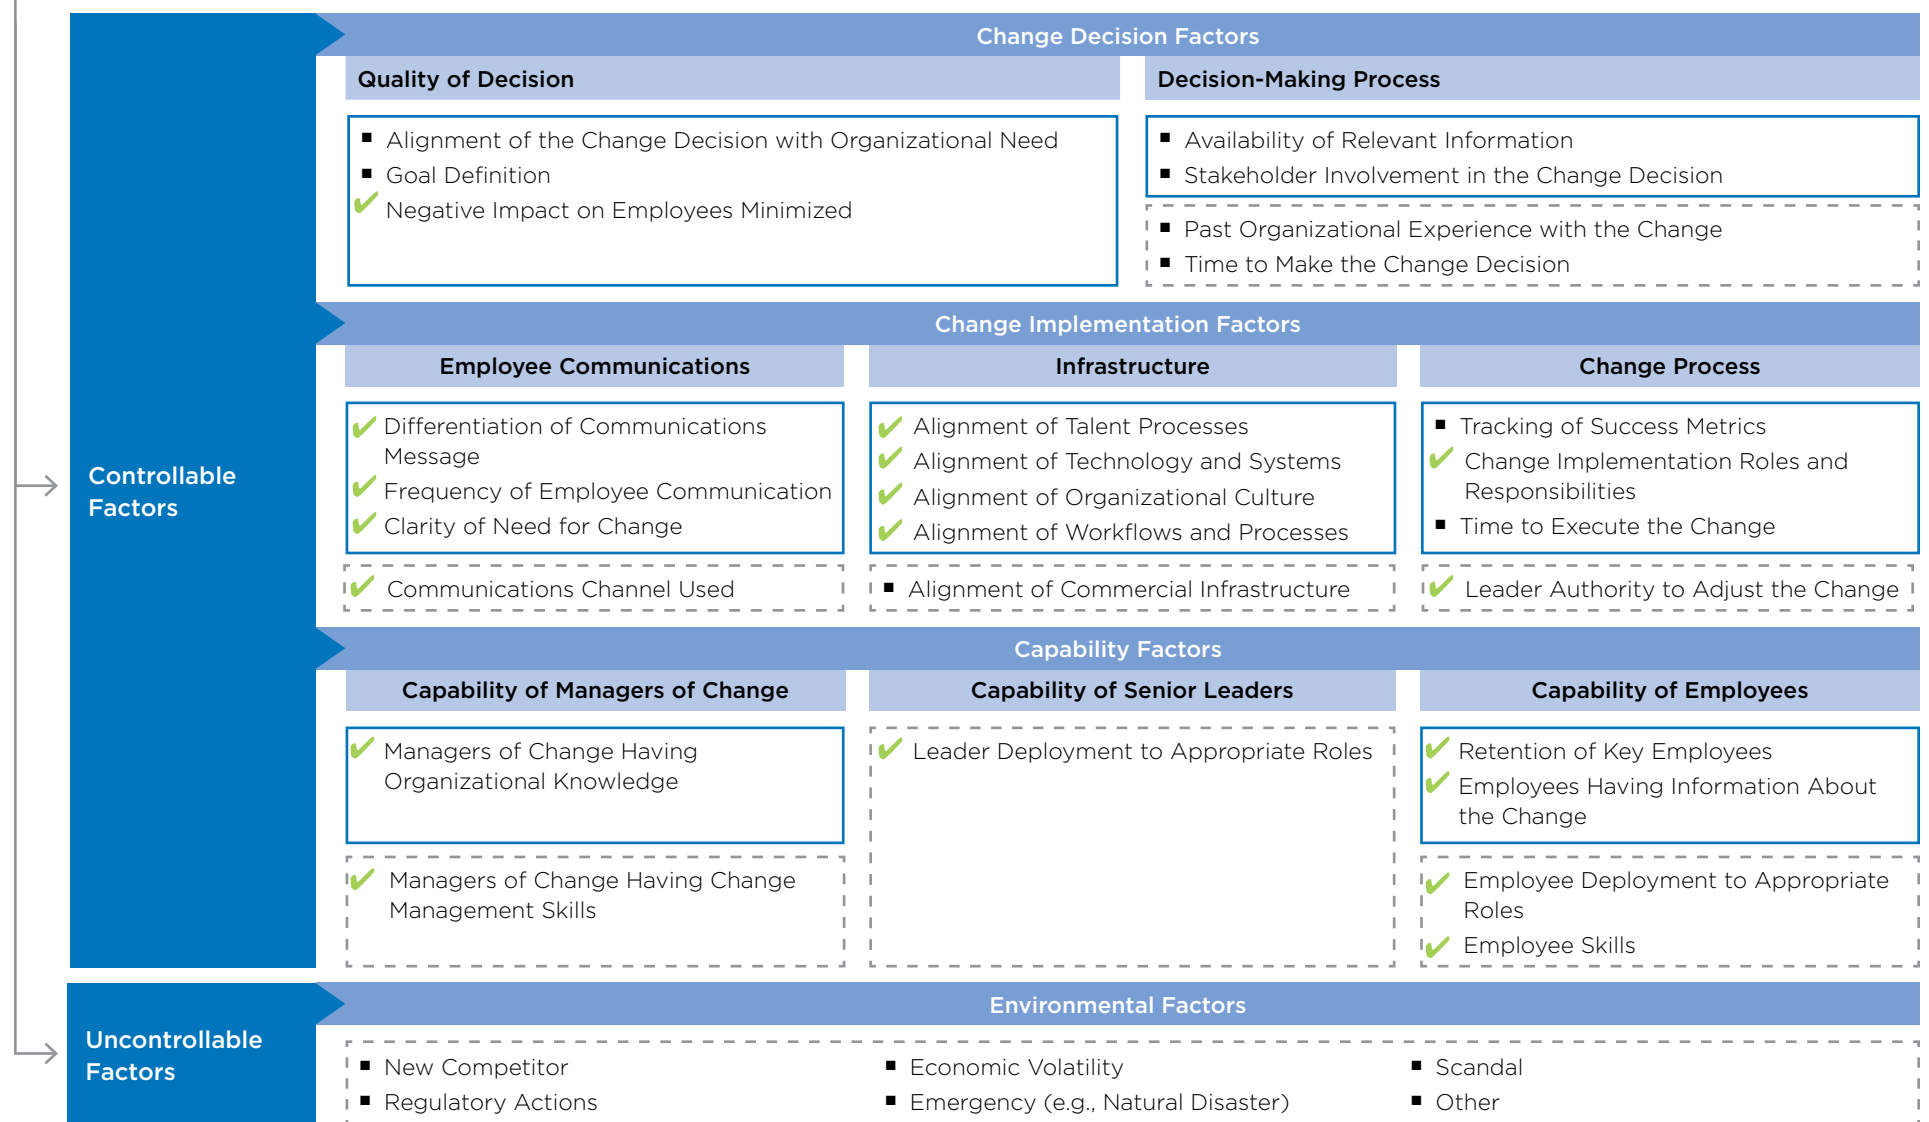 Controllable
Factors
Change Decision Factors
Quality of Decision
Alignment of the Change Decision with Organizational Need
Goal Definition
Negative Impact on Employees Minimized
Decision-Making Process
Availability of Relevant Information
Stakeholder Involvement in the Change Decision
Past Organizational Experience with the Change
Time to Make the Change Decision
Change Implementation Factors
Employee Communications
Differentiation of Communications
Message
Frequency of Employee Communication
Clarity of Need for Change
Communications Channel Used
Infrastructure
Alignment of Talent Processes
Alignment of Technology and Systems
Alignment of Organizational Culture
Alignment of Workflows and Processes
Alignment of Commercial Infrastructure
Change Process
Tracking of Success Metrics
Change Implementation Roles and
Responsibilities
Time to Execute the Change
Leader Authority to Adjust the Change
Capability Factors
Capability of Managers of Change
Managers of Change Having
Organizational Knowledge
Managers of Change Having Change
Management Skills
Capability of Senior Leaders
Leader Deployment to Appropriate Roles
Capability of Employees
Retention of Key Employees
Employees Having Information About
the Change
Employee Deployment to Appropriate
Roles
Employee Skills
Uncontrollable
Factors
Environmental Factors
New Competitor
Regulatory Actions
Economic Volatility
Emergency (e.g., Natural Disaster)
Scandal
Other